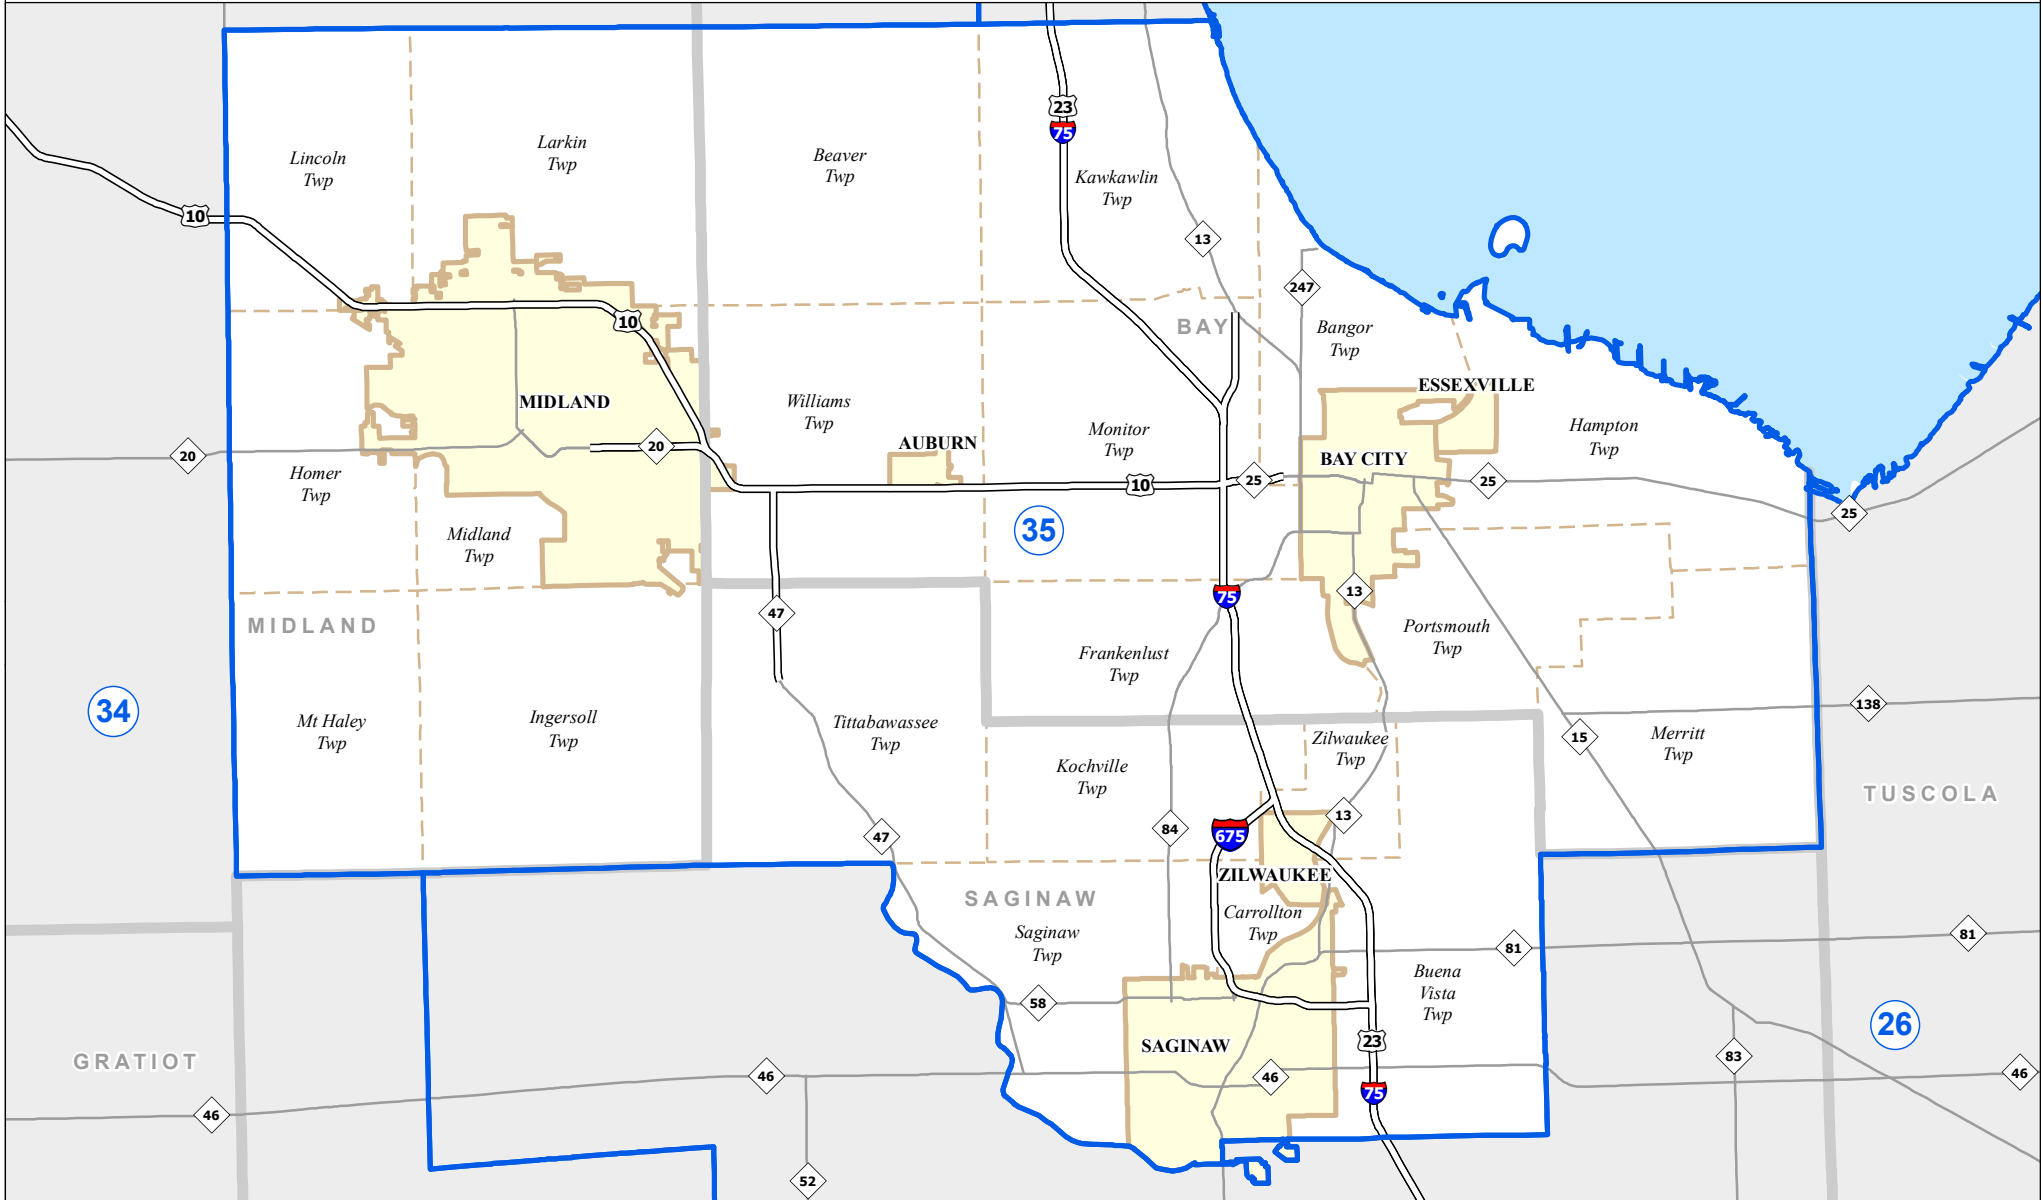 23
75
Larkin
Twp
Lincoln
Twp
Beaver
Twp
Kawkawlin
Twp
10
13
247
10
BAY
Bangor
Twp
MIDLAND
Williams
Twp
ESSEXVILLE
AUBURN
Monitor
Twp
Hampton
Twp
20
20
BAY CITY
Homer
Twp
10
25
25
25
35
Midland
Twp
75
13
47
MIDLAND
Portsmouth
Twp
Frankenlust
Twp
34
138
Mt Haley
Twp
Ingersoll
Twp
Tittabawassee
Twp
Zilwaukee
Twp
15
Merritt
Twp
Kochville
Twp
TUSCOLA
47
84
675
13
ZILWAUKEE
SAGINAW
Carrollton
Twp
Saginaw
Twp
81
81
Buena
Vista
Twp
58
26
SAGINAW
23
GRATIOT
83
46
46
46
75
46
52